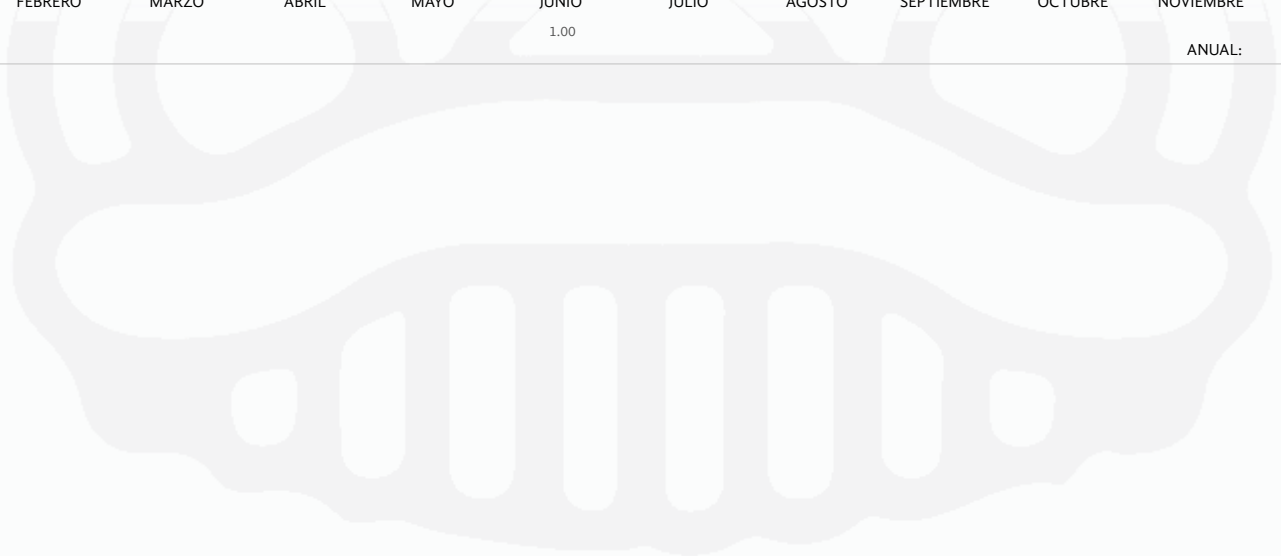 FEBRERO MARZO ABRIL MAYO JUNIO JULIO AGOSTO SEPTIEMBRE OCTUBRE NOVIEMBRE
1.00
ANUAL: